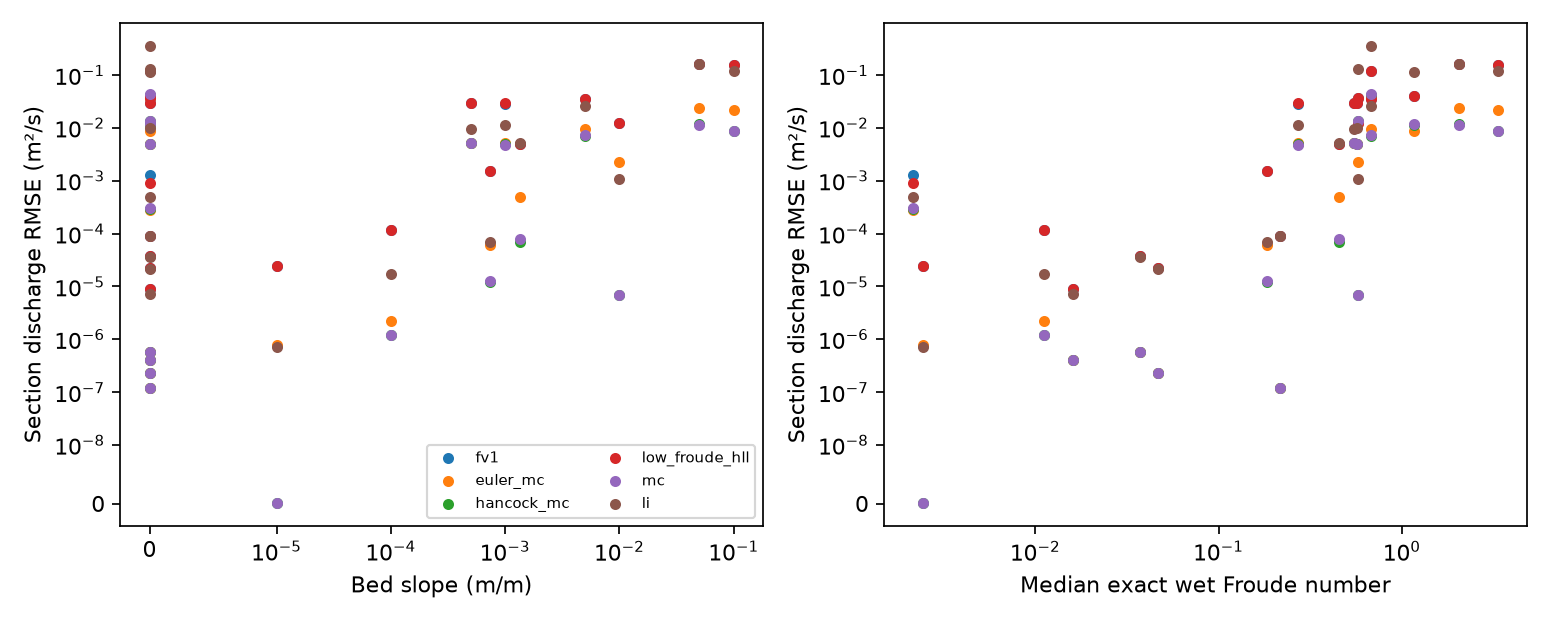 Section discharge RMSE (m²/s)
10⁻¹
10⁻²
10⁻³
10⁻⁴
10⁻⁵
10⁻⁶
10⁻⁷
10⁻⁸
0
fv1
euler_mc
hancock_mc
low_froude_hll
mc
li
0
10⁻⁵
10⁻⁴
10⁻³
10⁻²
10⁻¹
Bed slope (m/m)
Section discharge RMSE (m²/s)
10⁻¹
10⁻²
10⁻³
10⁻⁴
10⁻⁵
10⁻⁶
10⁻⁷
10⁻⁸
0
10⁻²
10⁻¹
10⁰
Median exact wet Froude number